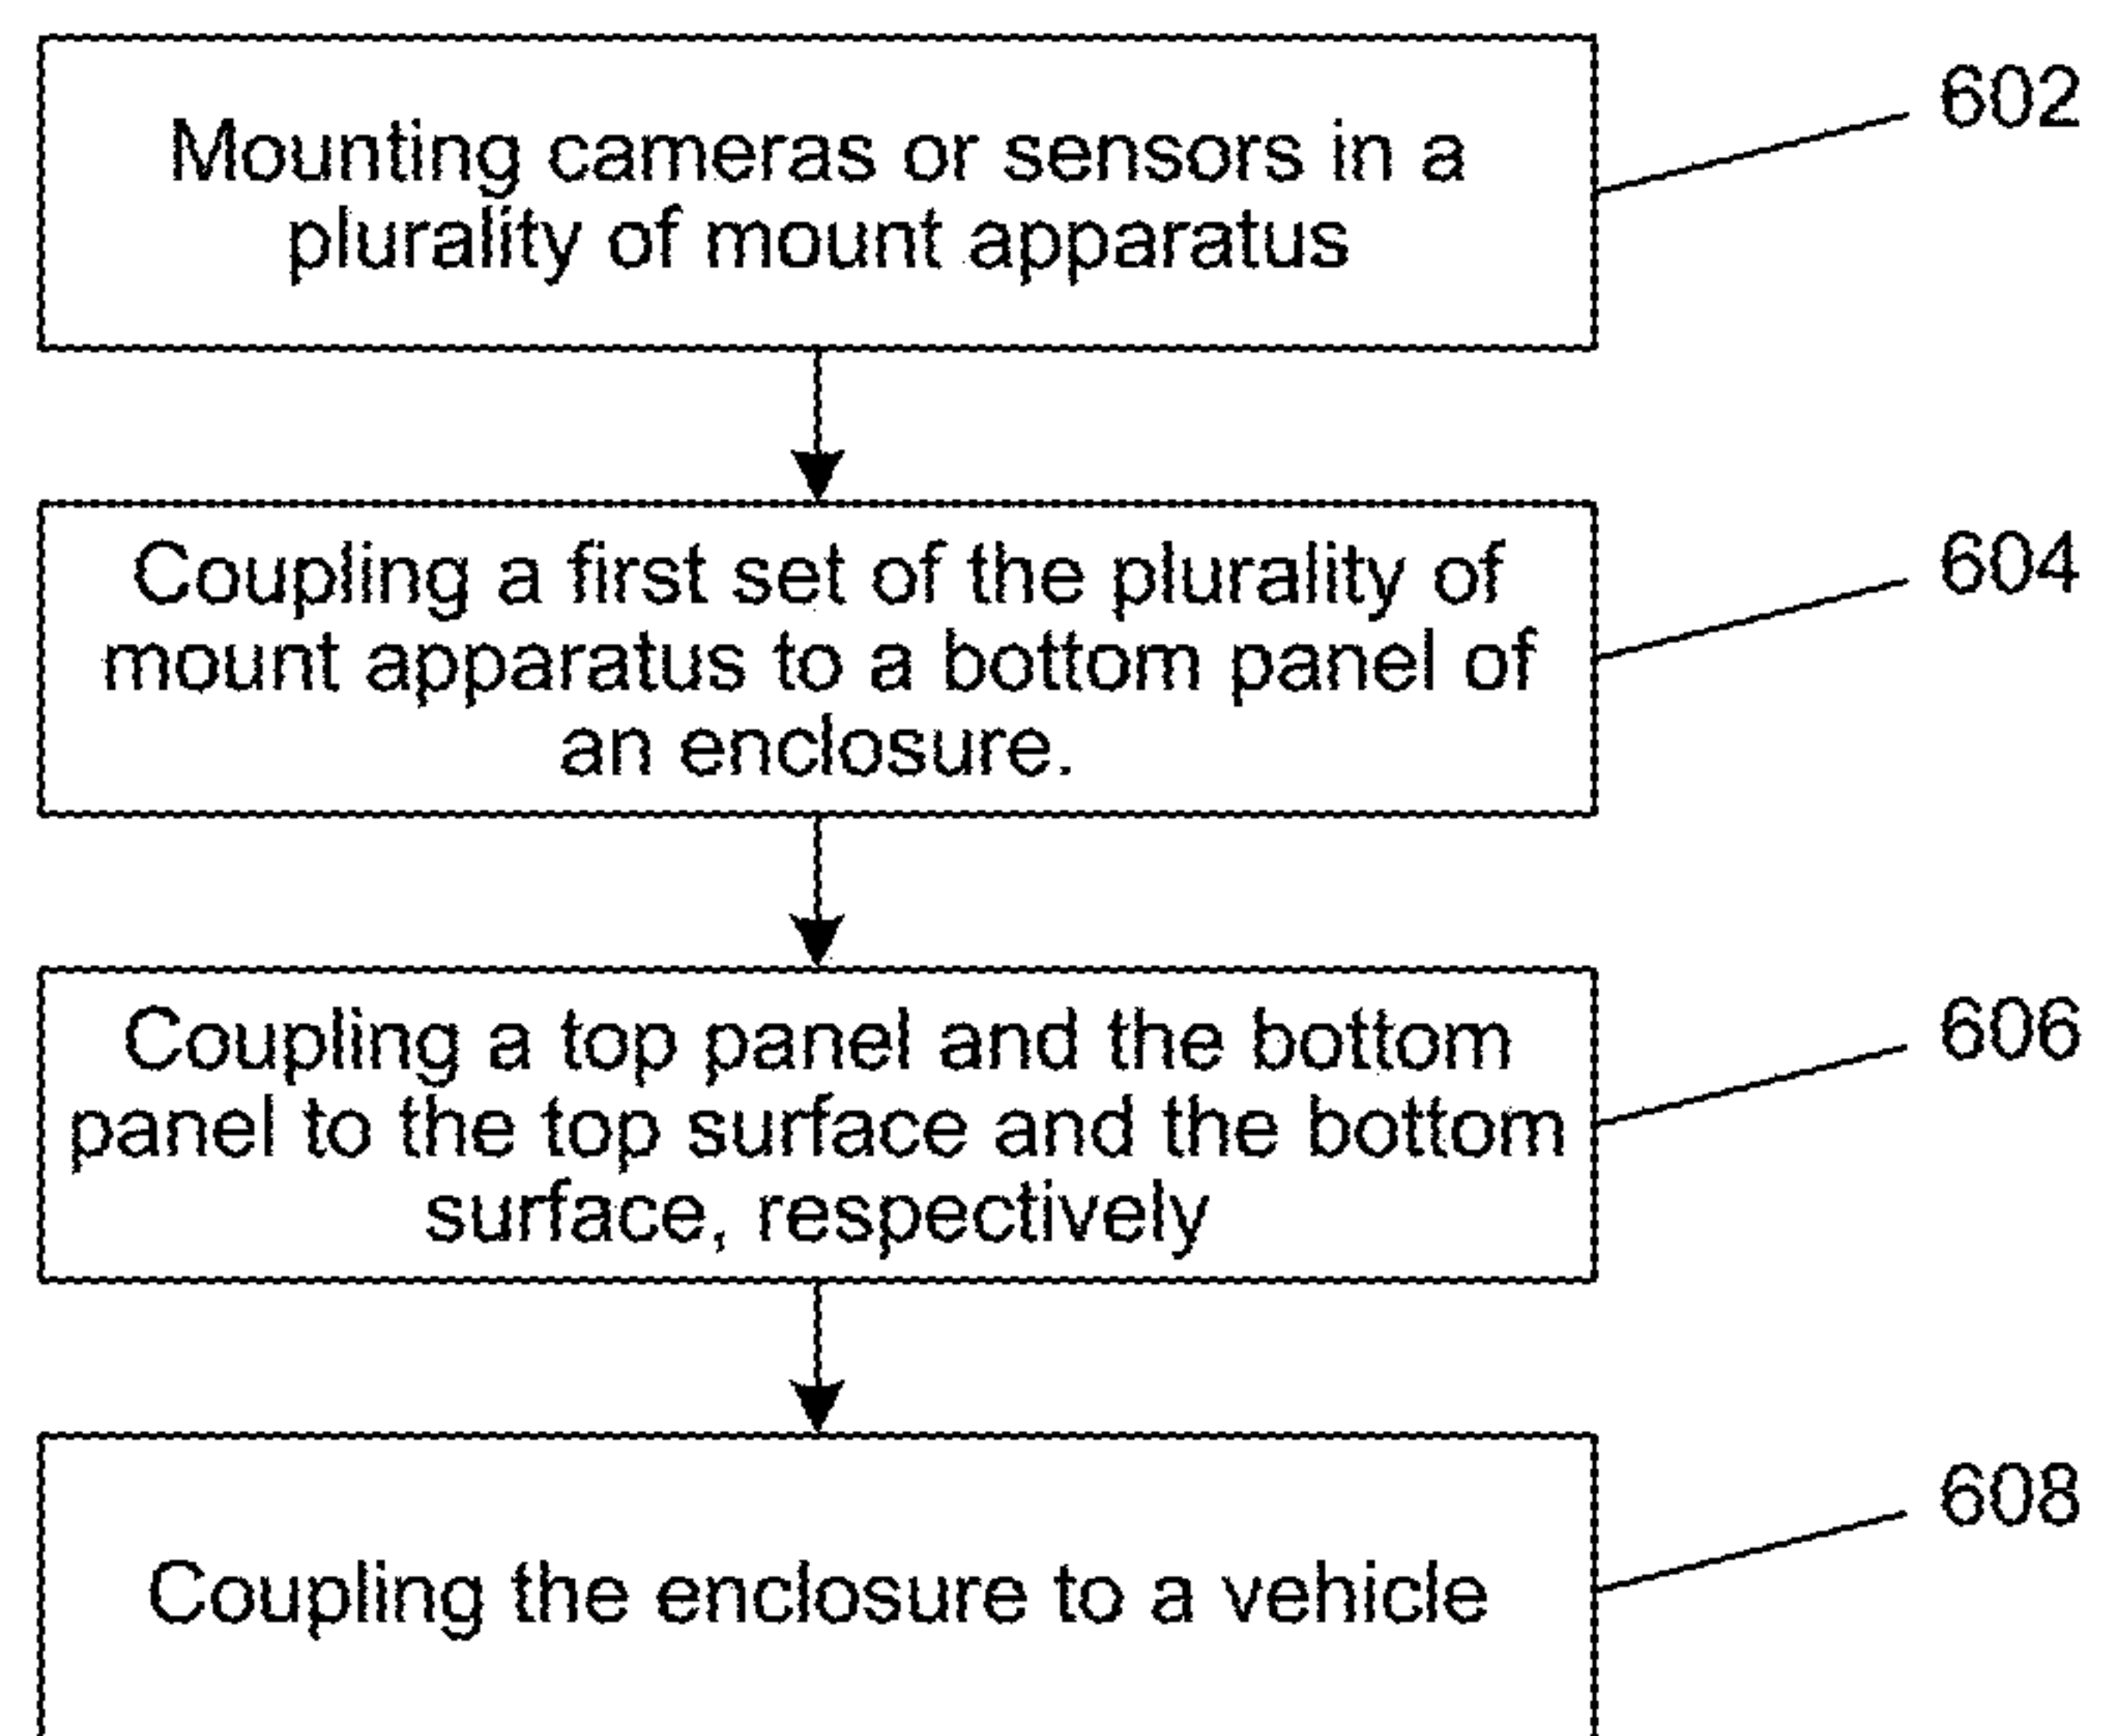 Mounting cameras or sensors in a
plurality of mount apparatus
602
Coupling a first set of the plurality of
mount apparatus to a bottom panel of
an enclosure.
604
Coupling a top panel and the bottom
panel to the top surface and the bottom
surface, respectively
606
Coupling the enclosure to a vehicle
608